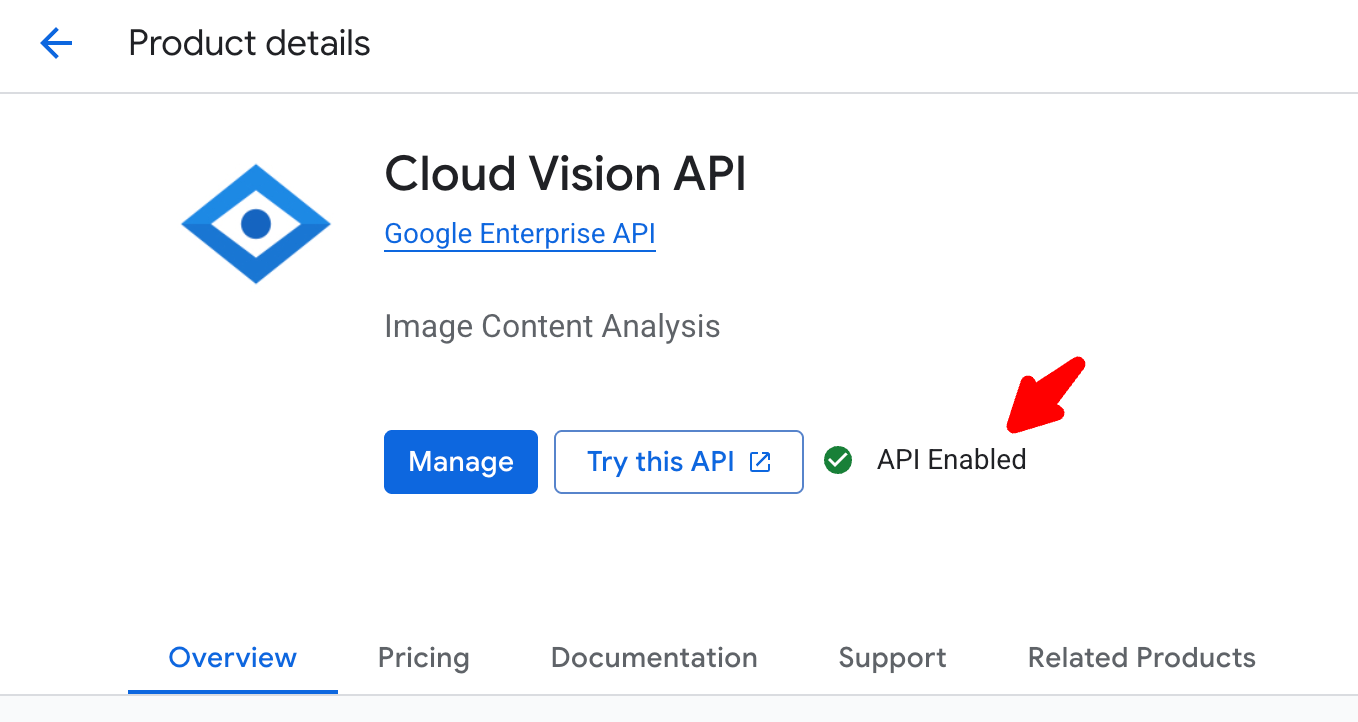 Product details
Cloud Vision API
Google Enterprise API
Image Content Analysis
Manage Try this API API Enabled
Overview Pricing Documentation Support Related Products